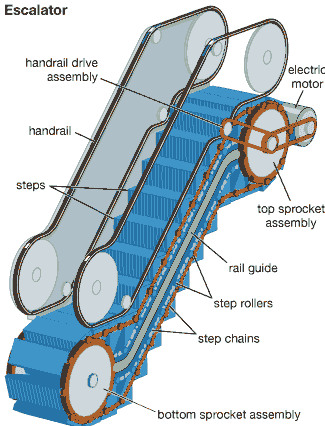 Escalator
handrail drive
assembly
electric
motor
handrail
steps
top sprocket
assembly
rail guide
step rollers
step chains
bottom sprocket assembly